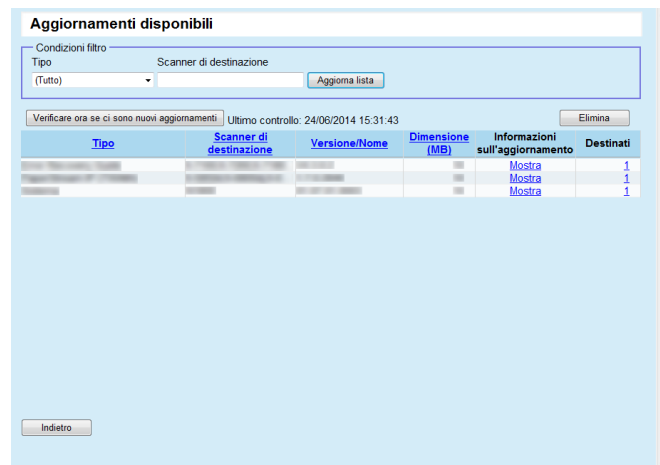 Aggiornamenti disponibili
Condizioni filtro
Tipo Scanner di destinazione
(Tutto) Aggiorna lista
Verificare ora se ci sono nuovi aggiornamenti Ultimo controllo: 24/06/2014 15:31:43 Elimina
Tipo Scanner di destinazione Versione/Nome Dimensione (MB) Informazioni sull'aggiornamento Destinati
Mostra 1
Mostra 1
Mostra 1
Indietro